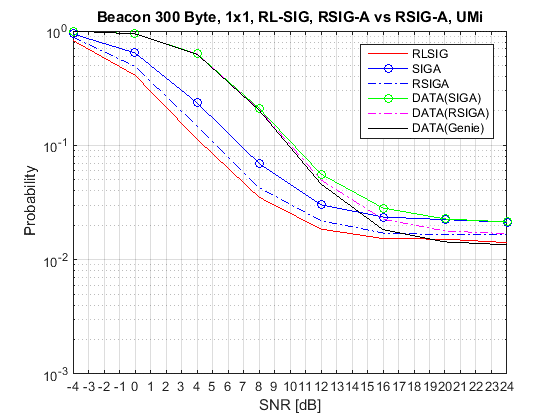 Beacon 300 Byte, 1x1, RL-SIG, RSIG-A vs RSIG-A, UMi
10^0
10^-1
10^-2
10^-3
Probability
RLSIG
SIGA
RSIGA
DATA(SIGA)
DATA(RSIGA)
DATA(Genie)
-4 -3 -2 -1 0 1 2 3 4 5 6 7 8 9 10 11 12 13 14 15 16 17 18 19 20 21 22 23 24
SNR [dB]